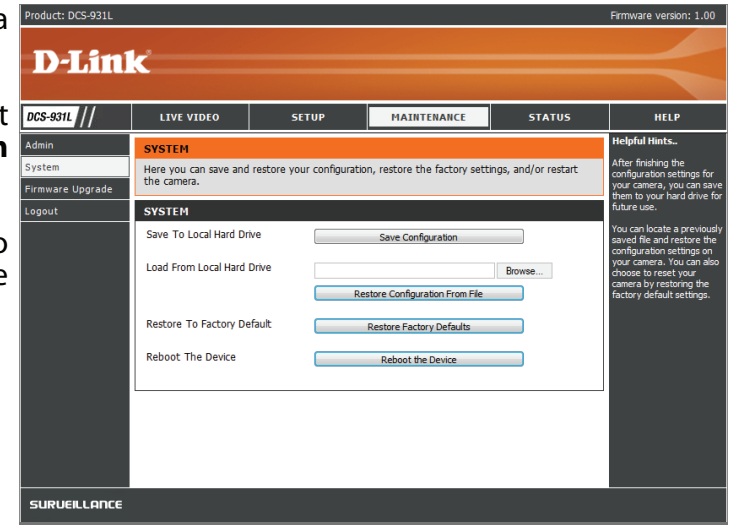 a
t
n
o
e
Product: DCS-931L
Firmware version: 1.00
D-Link
DCS-931L
LIVE VIDEO
SETUP
MAINTENANCE
STATUS
HELP
Admin
System
Firmware Upgrade
Logout
SYSTEM
Here you can save and restore your configuration, restore the factory settings, and/or restart
the camera.
SYSTEM
Save To Local Hard Drive
Save Configuration
Load From Local Hard Drive
Browse...
Restore Configuration From File
Restore To Factory Default
Restore Factory Defaults
Reboot The Device
Reboot the Device
Helpful Hints..
After finishing the
configuration settings for
your camera, you can save
them to your hard drive for
future use.
You can locate a previously
saved file and restore the
configuration settings on
your camera. You can also
choose to reset your
camera by restoring the
factory default settings.
SURVEILLANCE